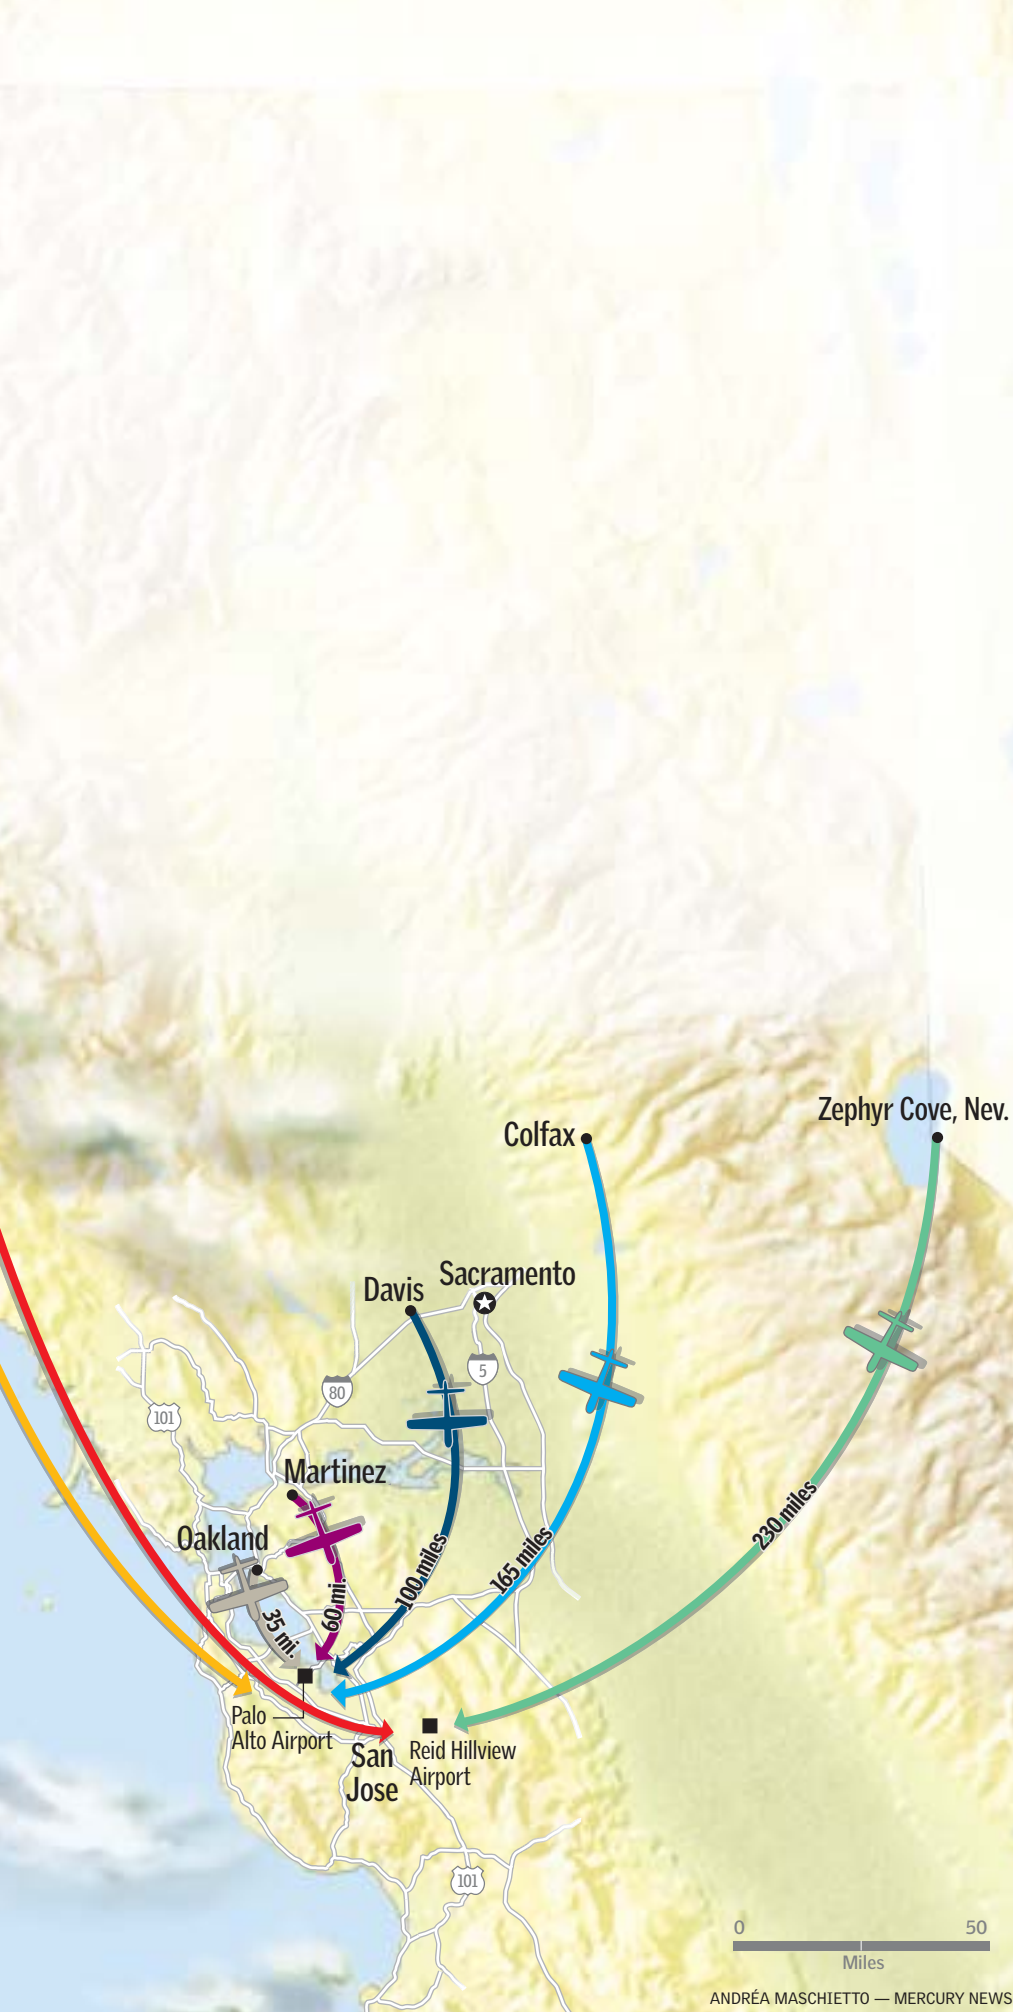 Zephyr Cove, Nev.
Colfax
Sacramento
Davis
5
80
101
Martinez
Oakland
230 miles
165 miles
100 miles
60 mi.
35 mi.
Palo
Alto Airport
San
Jose
Reid Hillview
Airport
101
0 50
Miles
ANDRÉA MASCHIETTO — MERCURY NEWS